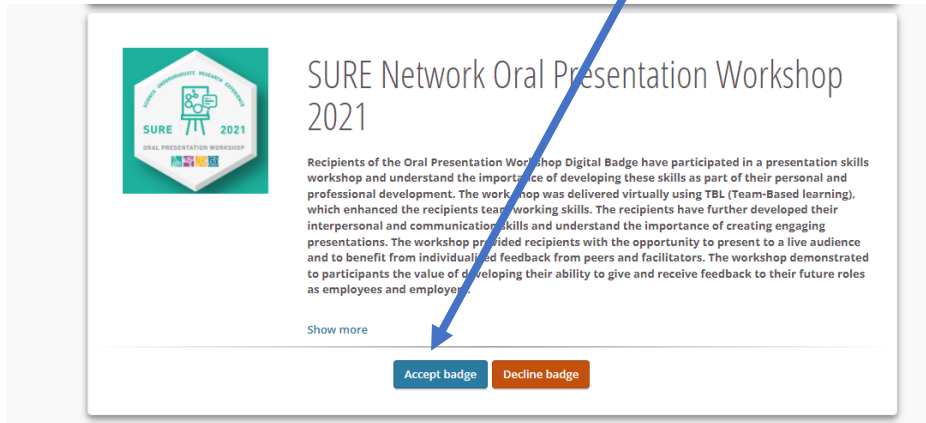 SCIENCE UNDERGRADUATE RESEARCH EXPERIENCE
SURE 2021
ORAL PRESENTATION WORKSHOP
SURE Network Oral Presentation Workshop
2021
Recipients of the Oral Presentation Workshop Digital Badge have participated in a presentation skills
workshop and understand the importance of developing these skills as part of their personal and
professional development. The workshop was delivered virtually using TBL (Team-Based learning),
which enhanced the recipients team working skills. The recipients have further developed their
interpersonal and communication skills and understand the importance of creating engaging
presentations. The workshop provided recipients with the opportunity to present to a live audience
and to benefit from individualised feedback from peers and facilitators. The workshop demonstrated
to participants the value of developing their ability to give and receive feedback to their future roles
as employees and employers.
Show more
Accept badge Decline badge